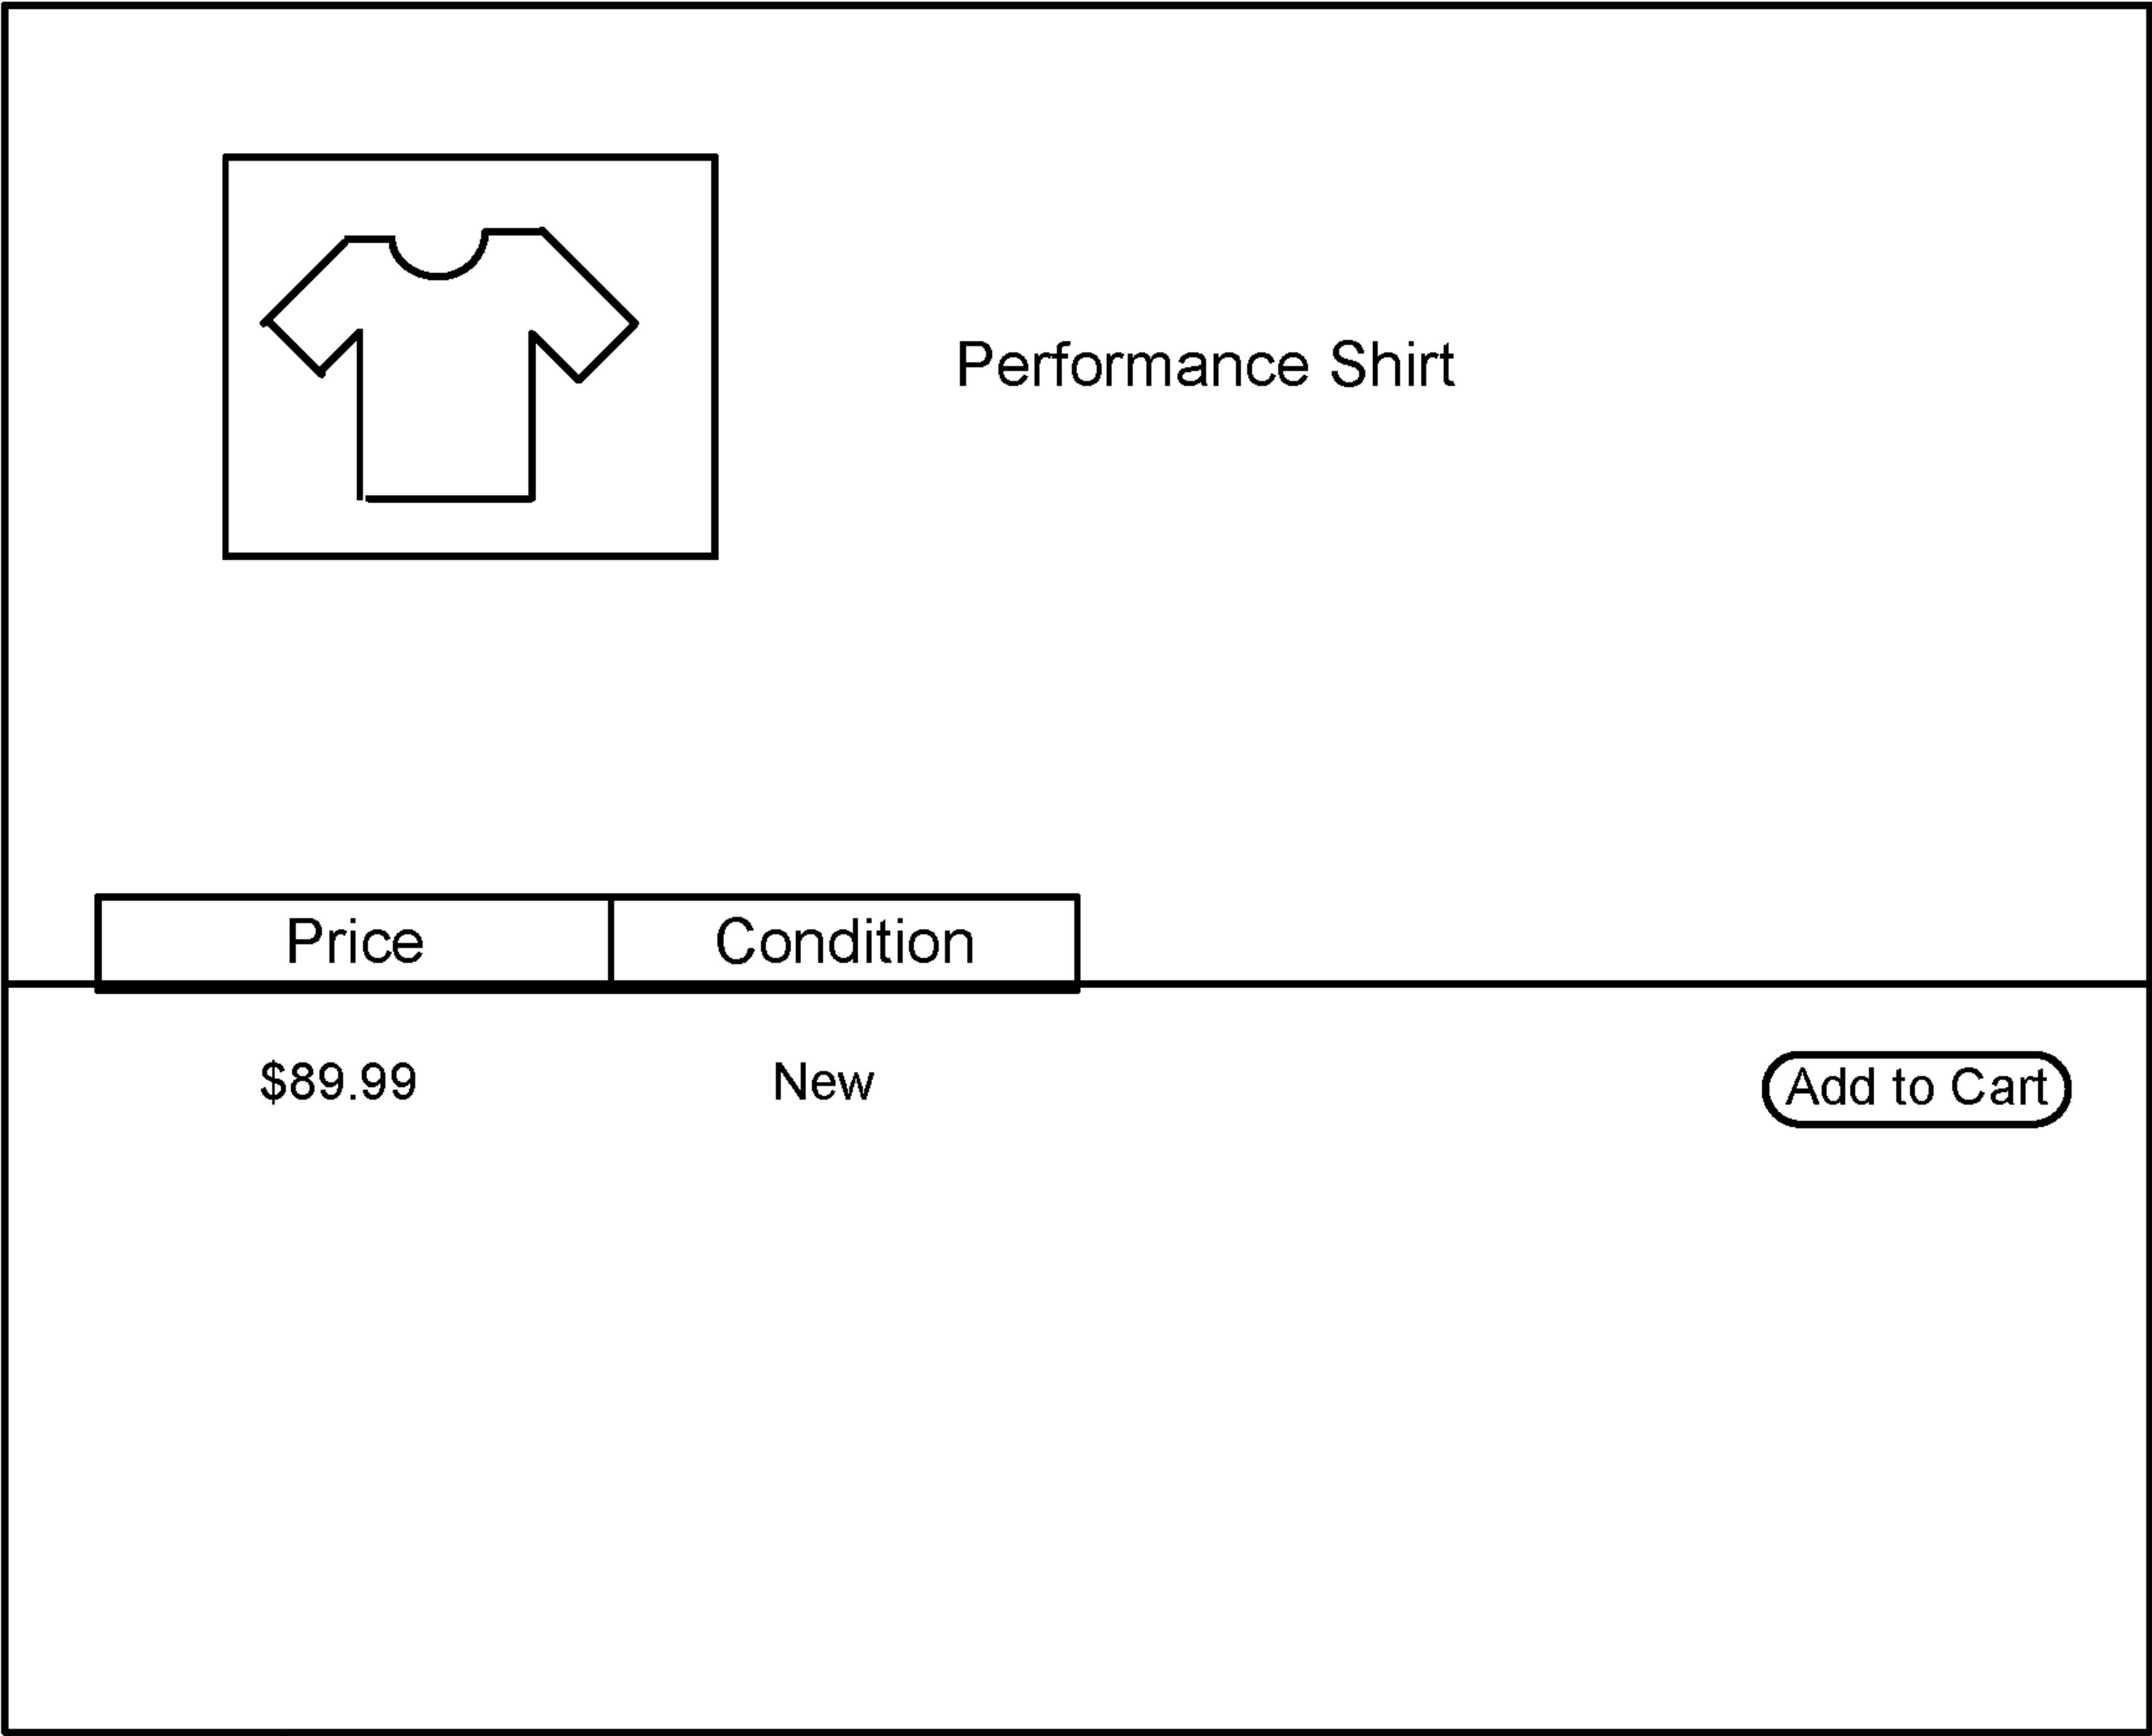 Performance Shirt
Price Condition
$89.99 New Add to Cart